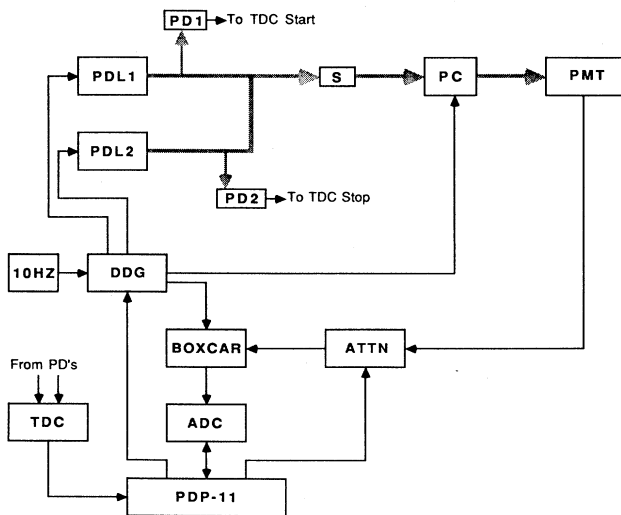 PD1 To TDC Start
PDL1 S PC PMT
PDL2
PD2 To TDC Stop
10HZ DDG
BOXCAR ATTN
From PD's
TDC ADC
PDP-11